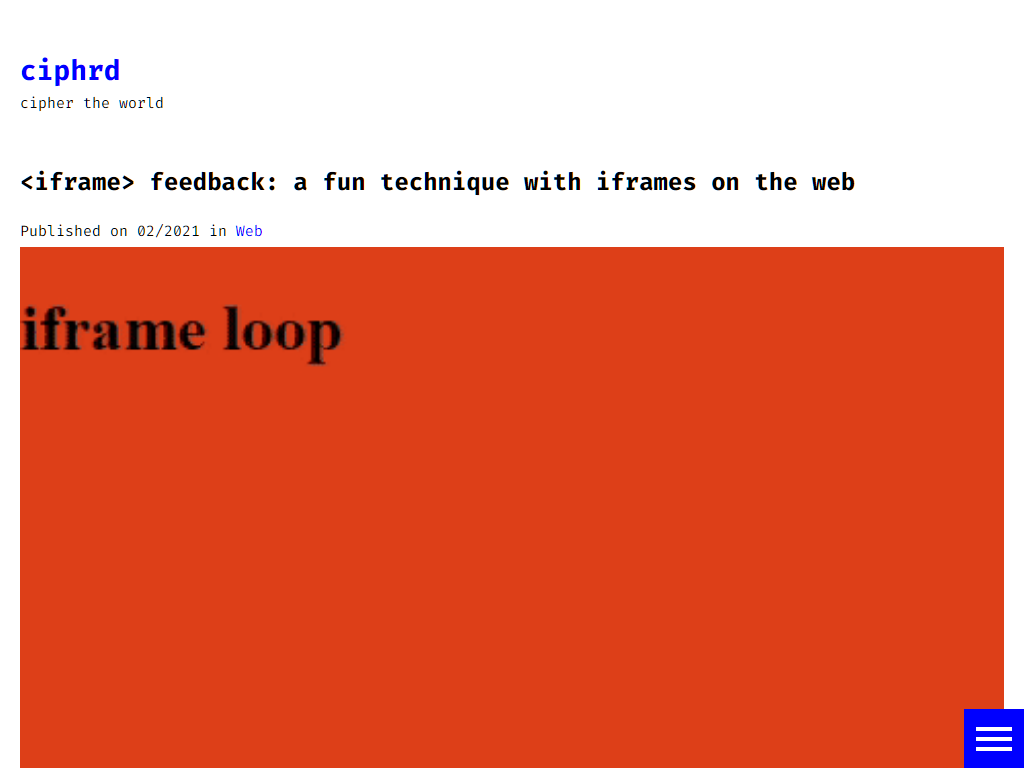 ciphrd
cipher the world
<iframe> feedback: a fun technique with iframes on the web
Published on 02/2021 in Web
iframe loop